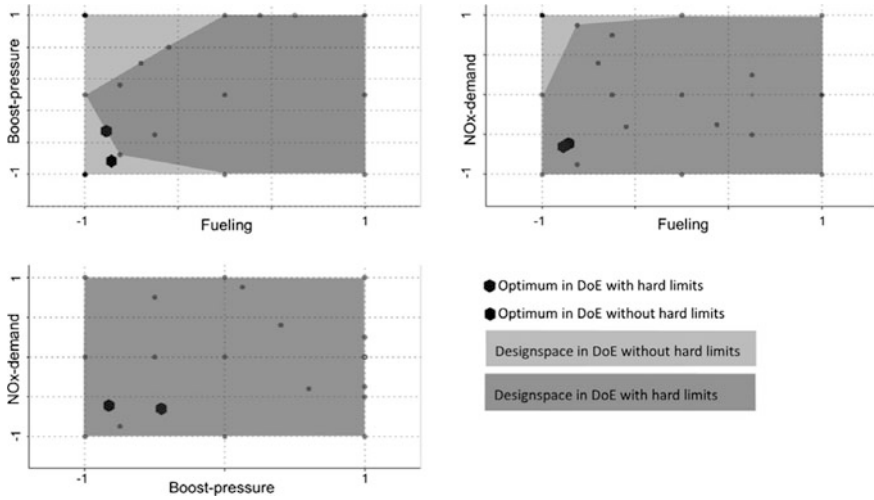 1
Boost-pressure
-1
-1
1
Fueling
1
NOx-demand
-1
-1
1
Fueling
1
NOx-demand
-1
-1
1
Boost-pressure
Optimum in DoE with hard limits
Optimum in DoE without hard limits
Designspace in DoE without hard limits
Designspace in DoE with hard limits